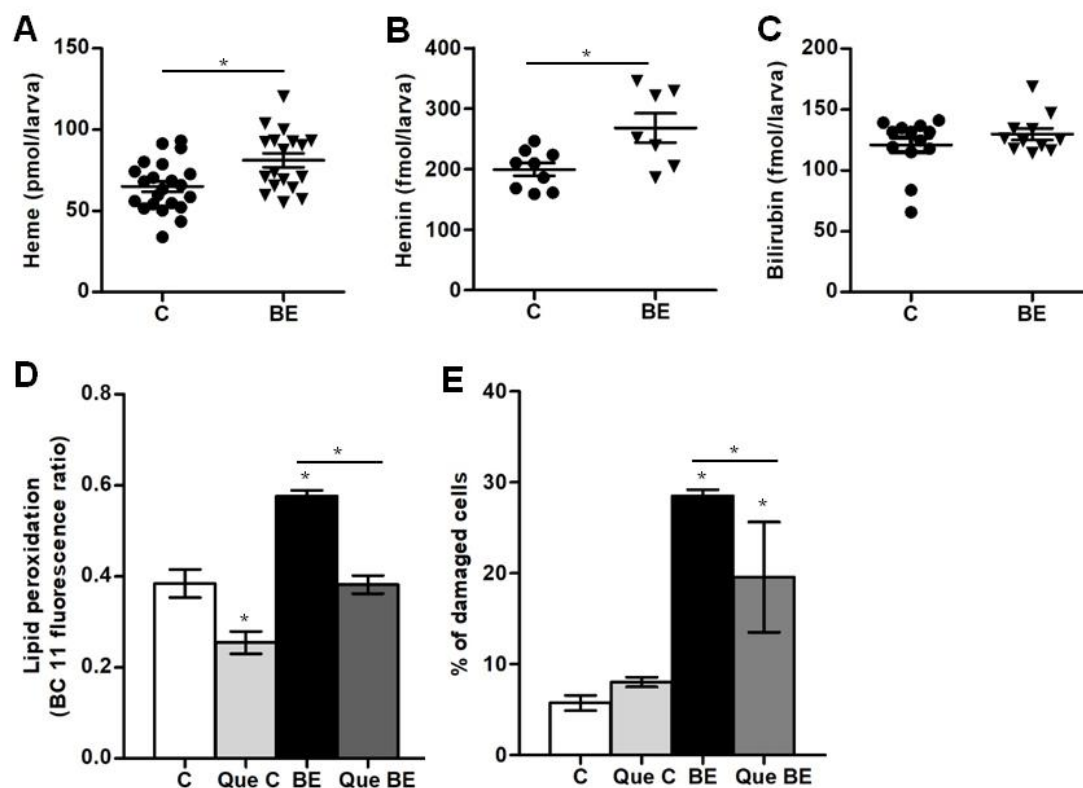 A
Heme (pmol/larva)
150
100
50
0
*
C
BE
B
Hemin (fmol/larva)
400
300
200
100
0
*
C
BE
C
Bilirubin (fmol/larva)
200
150
100
50
0
C
BE
D
Lipid peroxidation
(BC 11 fluorescence ratio)
0.8
0.6
0.4
0.2
0.0
*
*
*
C
Que C
BE
Que BE
E
% of damaged cells
40
30
20
10
0
*
*
*
C
Que C
BE
Que BE